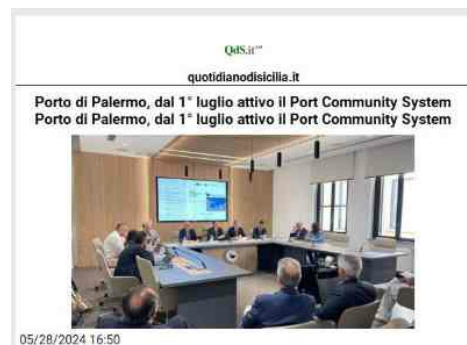 QdS.it
quotidianodisicilia.it
Porto di Palermo, dal 1° luglio attivo il Port Community System
Porto di Palermo, dal 1° luglio attivo il Port Community System
05/28/2024 16:50